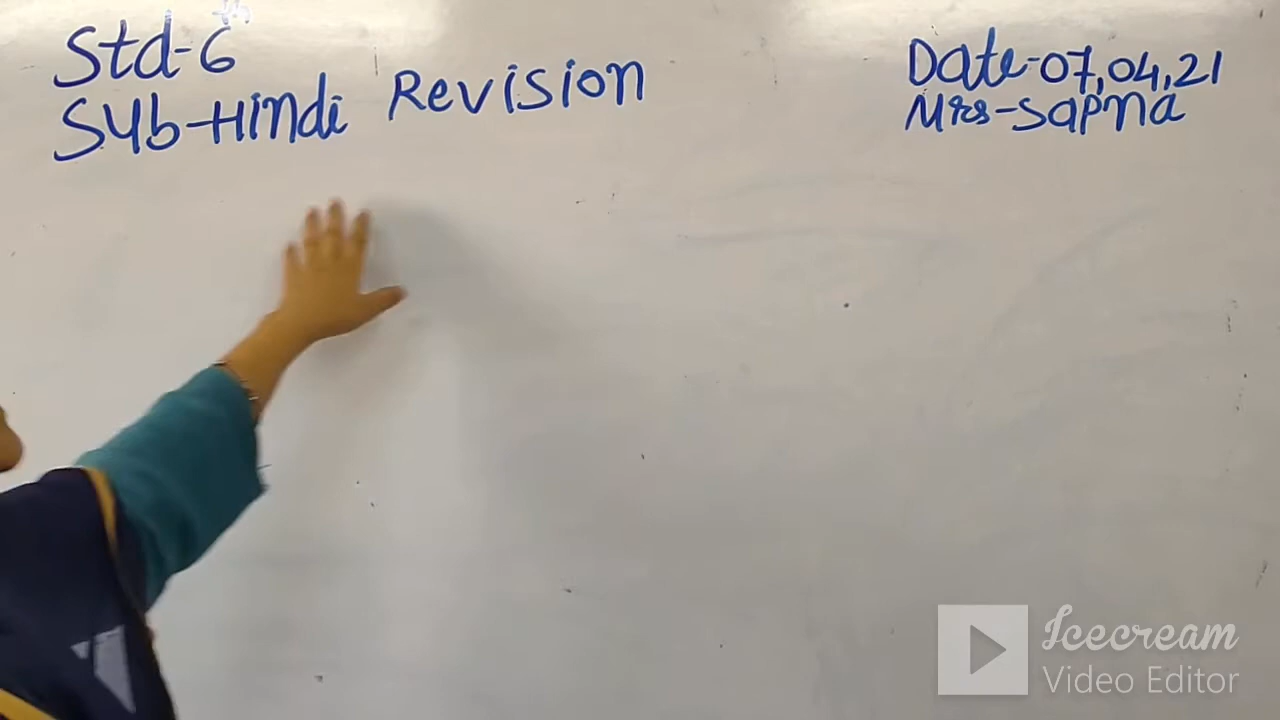 Std-6th
Sub-Hindi Revision
Date-07,04,21
Mrs-Sapna
Icecream
Video Editor